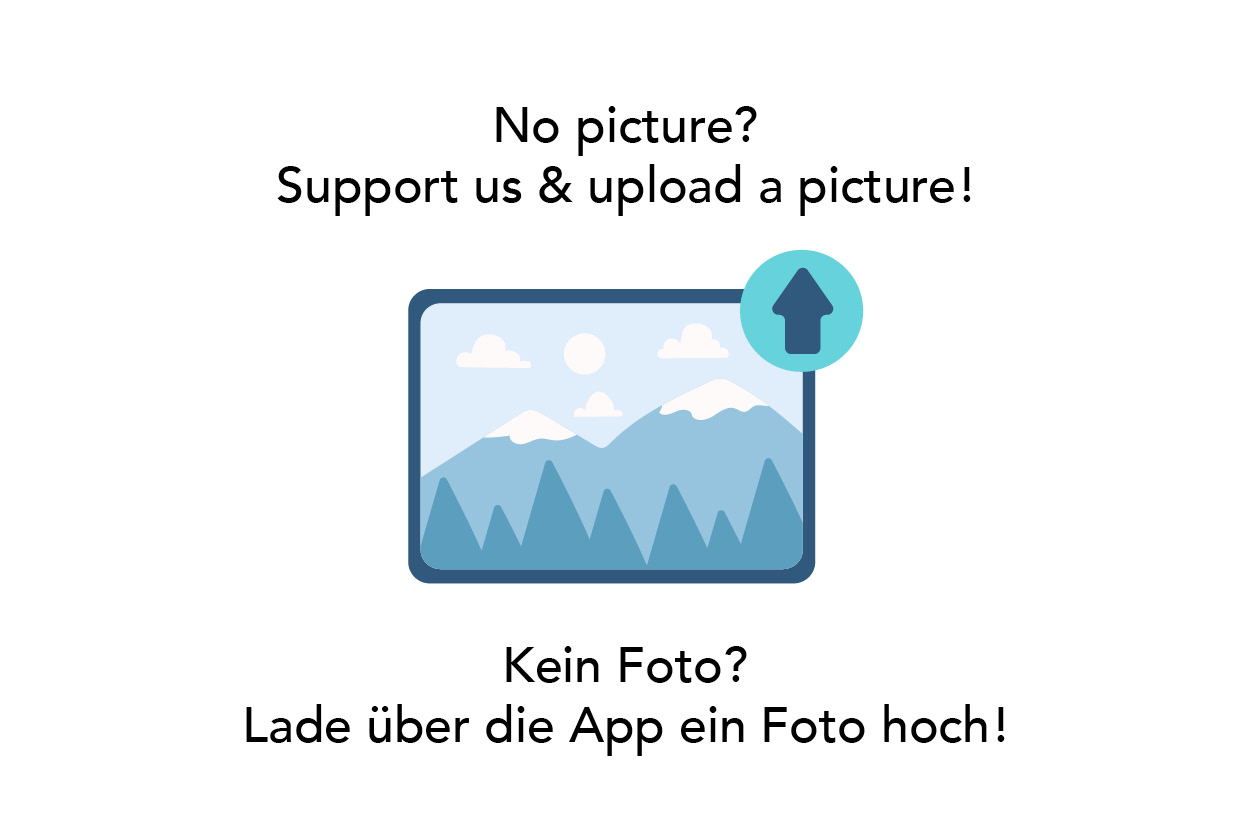 No picture?
Support us & upload a picture!
Kein Foto?
Lade über die App ein Foto hoch!